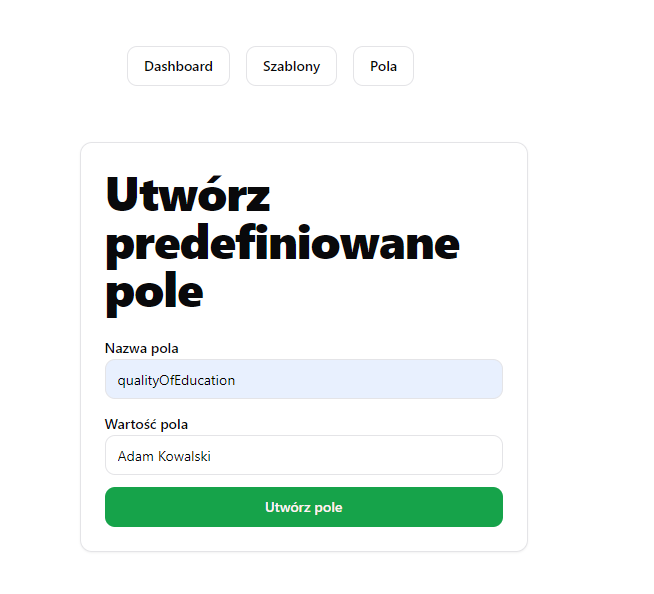 Dashboard Szablony Pola
Utwórz
predefiniowane
pole
Nazwa pola
qualityOfEducation
Wartość pola
Adam Kowalski
Utwórz pole